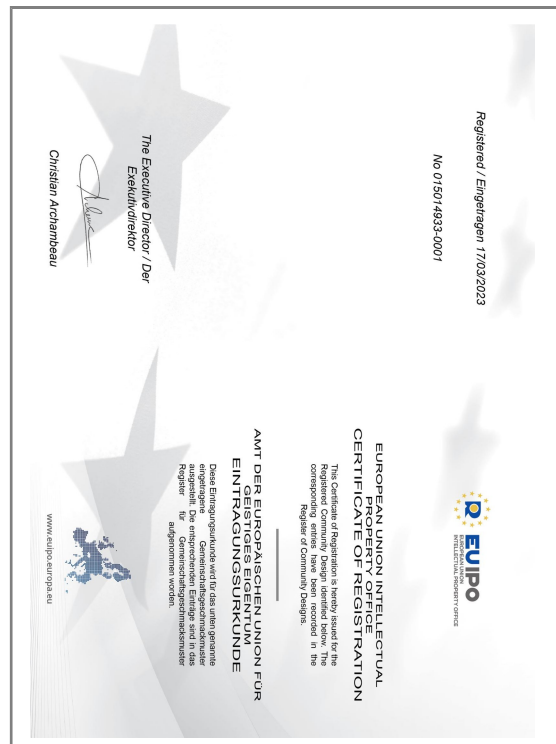 Registered / Eingetragen 17/03/2023
No 015014933-0001
The Executive Director / Der
Exekutivdirektor
Christian Archambeau
EUIPO
EUROPEAN UNION
INTELLECTUAL PROPERTY OFFICE
EUROPEAN UNION INTELLECTUAL
PROPERTY OFFICE
CERTIFICATE OF REGISTRATION
This Certificate of Registration is hereby issued for the
Registered Community Design identified below. The
corresponding entries have been recorded in the
Register of Community Designs.
AMT DER EUROPÄISCHEN UNION FÜR
GEISTIGES EIGENTUM
EINTRAGUNGSURKUNDE
Diese Eintragungsurkunde wird für das unten genannte
eingetragene Gemeinschaftsgeschmackmuster
ausgestellt. Die entsprechenden Einträge sind in das
Register für Gemeinschaftsgeschmacksmuster
aufgenommen worden.
www.euipo.europa.eu